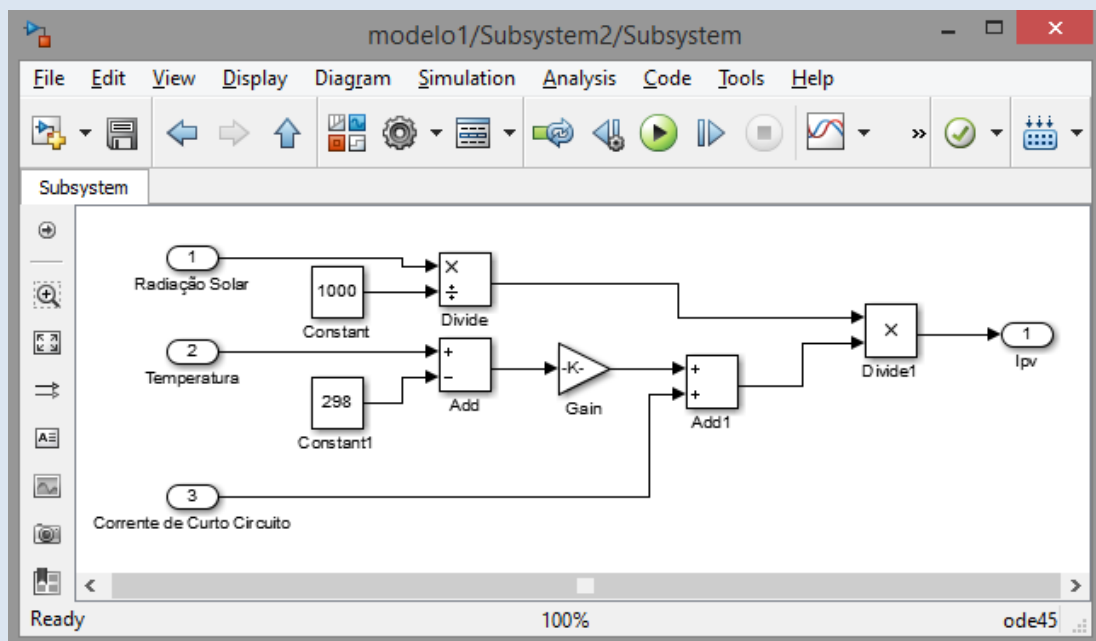 modelo1/Subsystem2/Subsystem
File Edit View Display Diagram Simulation Analysis Code Tools Help
»
Subsystem
1
Radiação Solar
1000
Constant
×
÷
Divide
2
Temperatura
298
Constant1
+
−
Add
-K-
Gain
+
+
Add1
×
Divide1
1
Ipv
3
Corrente de Curto Circuito
Ready 100% ode45